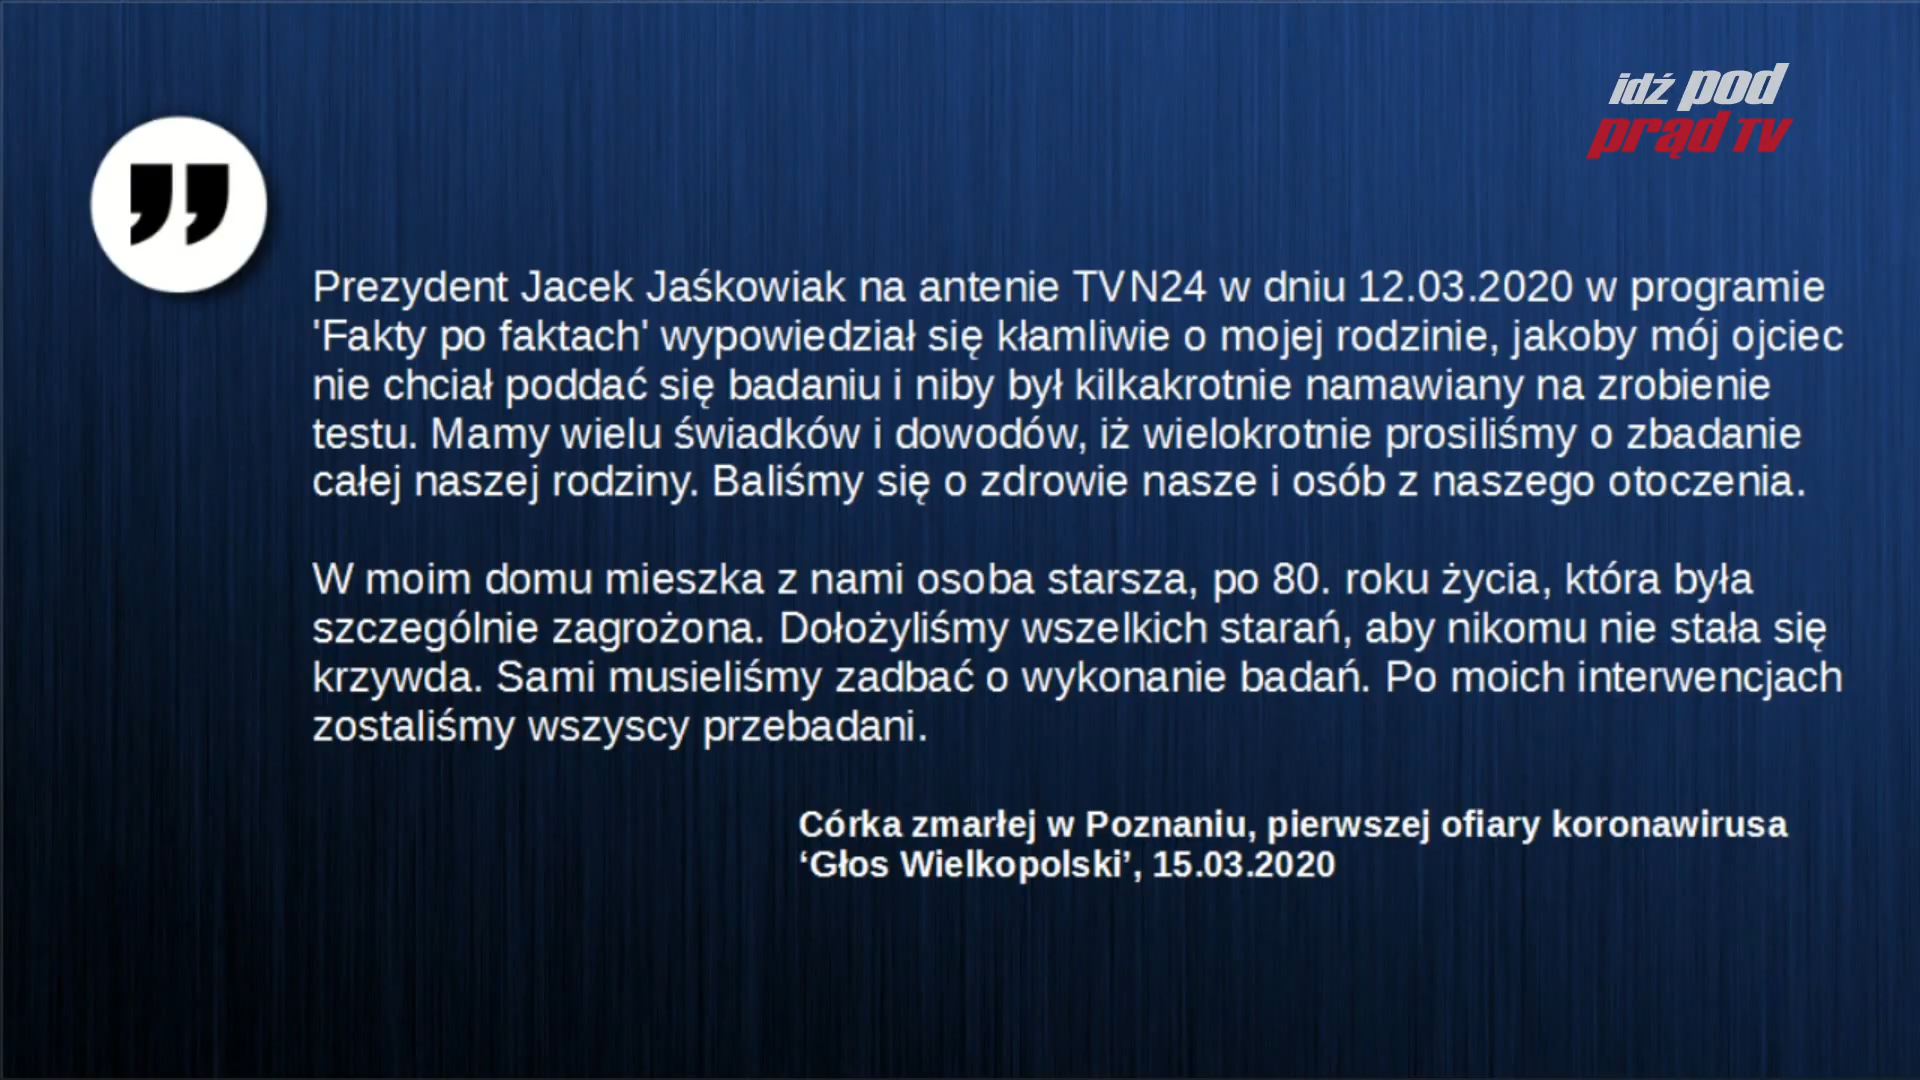 idź pod
prąd TV
Prezydent Jacek Jaśkowiak na antenie TVN24 w dniu 12.03.2020 w programie
'Fakty po faktach' wypowiedział się kłamliwie o mojej rodzinie, jakoby mój ojciec
nie chciał poddać się badaniu i niby był kilkakrotnie namawiany na zrobienie
testu. Mamy wielu świadków i dowodów, iż wielokrotnie prosiliśmy o zbadanie
całej naszej rodziny. Baliśmy się o zdrowie nasze i osób z naszego otoczenia.
W moim domu mieszka z nami osoba starsza, po 80. roku życia, która była
szczególnie zagrożona. Dołożyliśmy wszelkich starań, aby nikomu nie stała się
krzywda. Sami musieliśmy zadbać o wykonanie badań. Po moich interwencjach
zostaliśmy wszyscy przebadani.
Córka zmarłej w Poznaniu, pierwszej ofiary koronawirusa
‘Głos Wielkopolski’, 15.03.2020